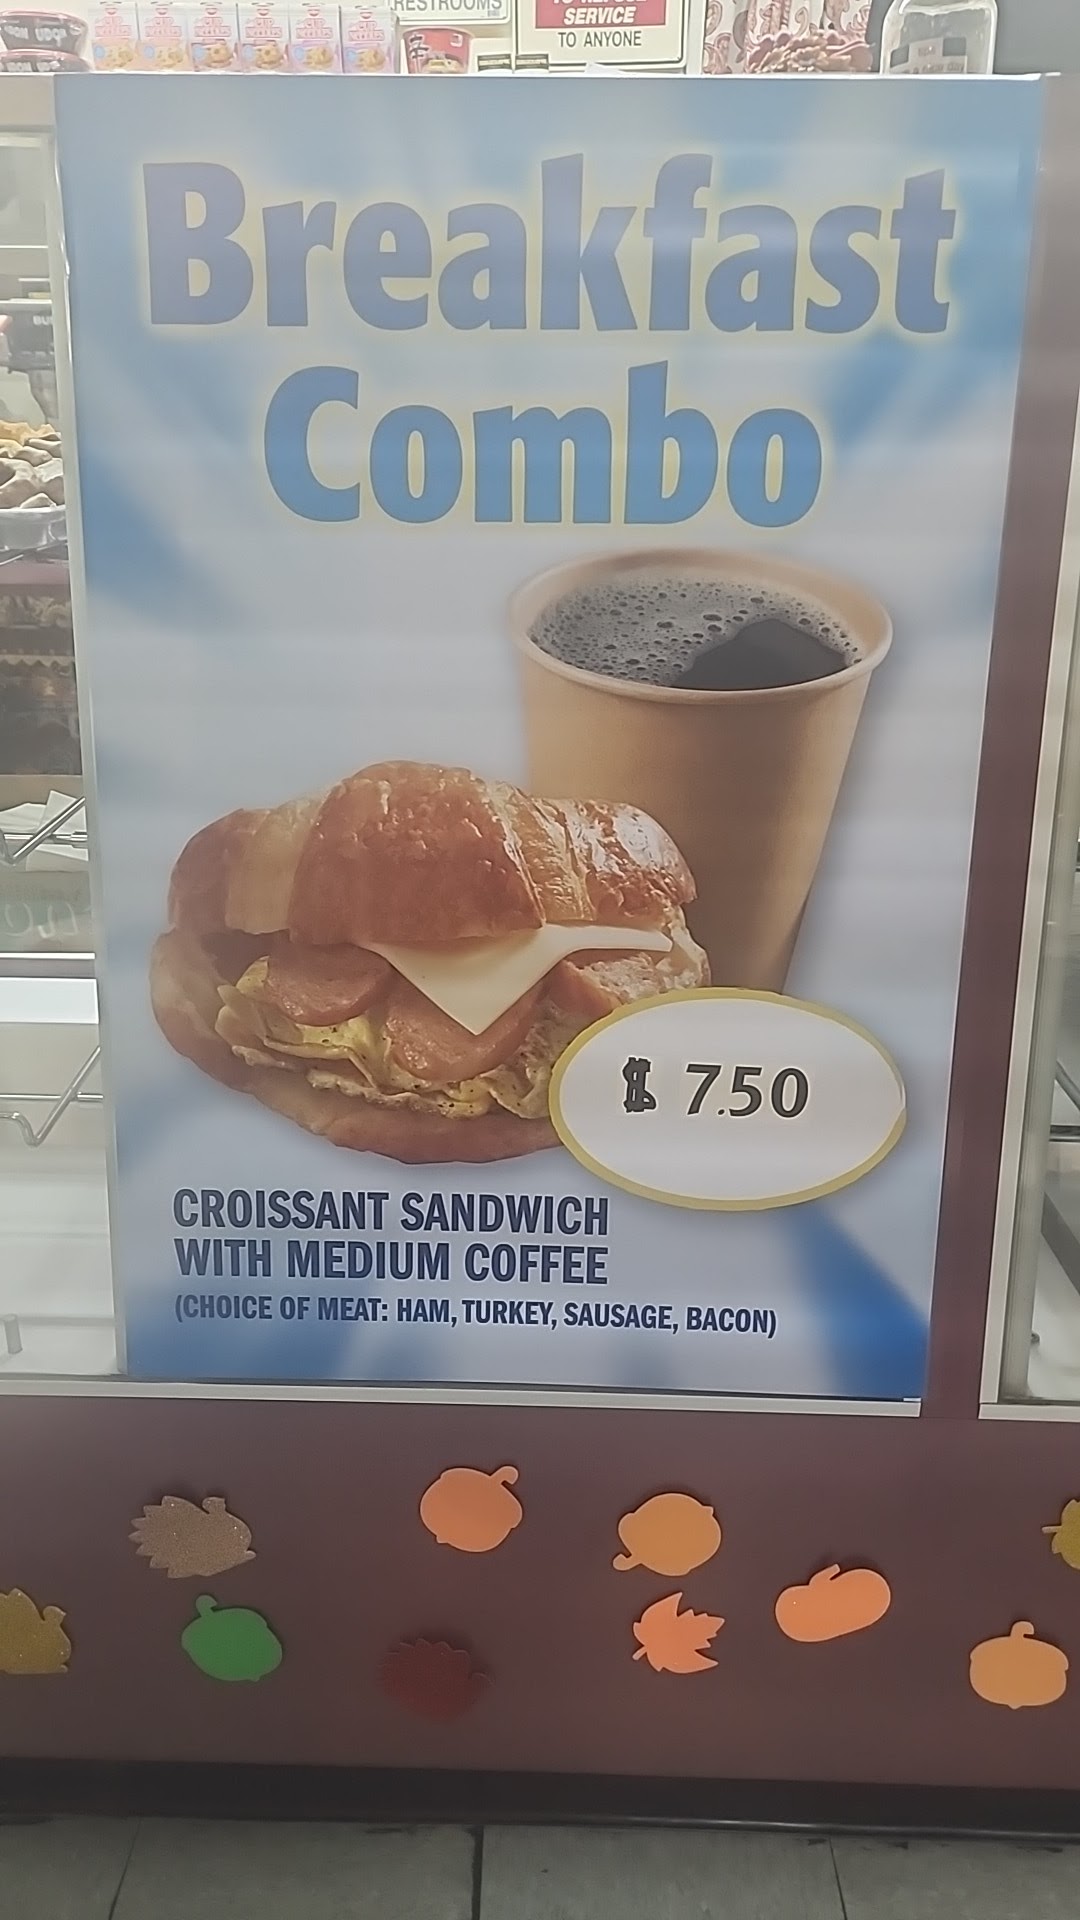 RESTROOMS
SERVICE
TO ANYONE
Breakfast
Combo
$ 7.50
CROISSANT SANDWICH
WITH MEDIUM COFFEE
(CHOICE OF MEAT: HAM, TURKEY, SAUSAGE, BACON)